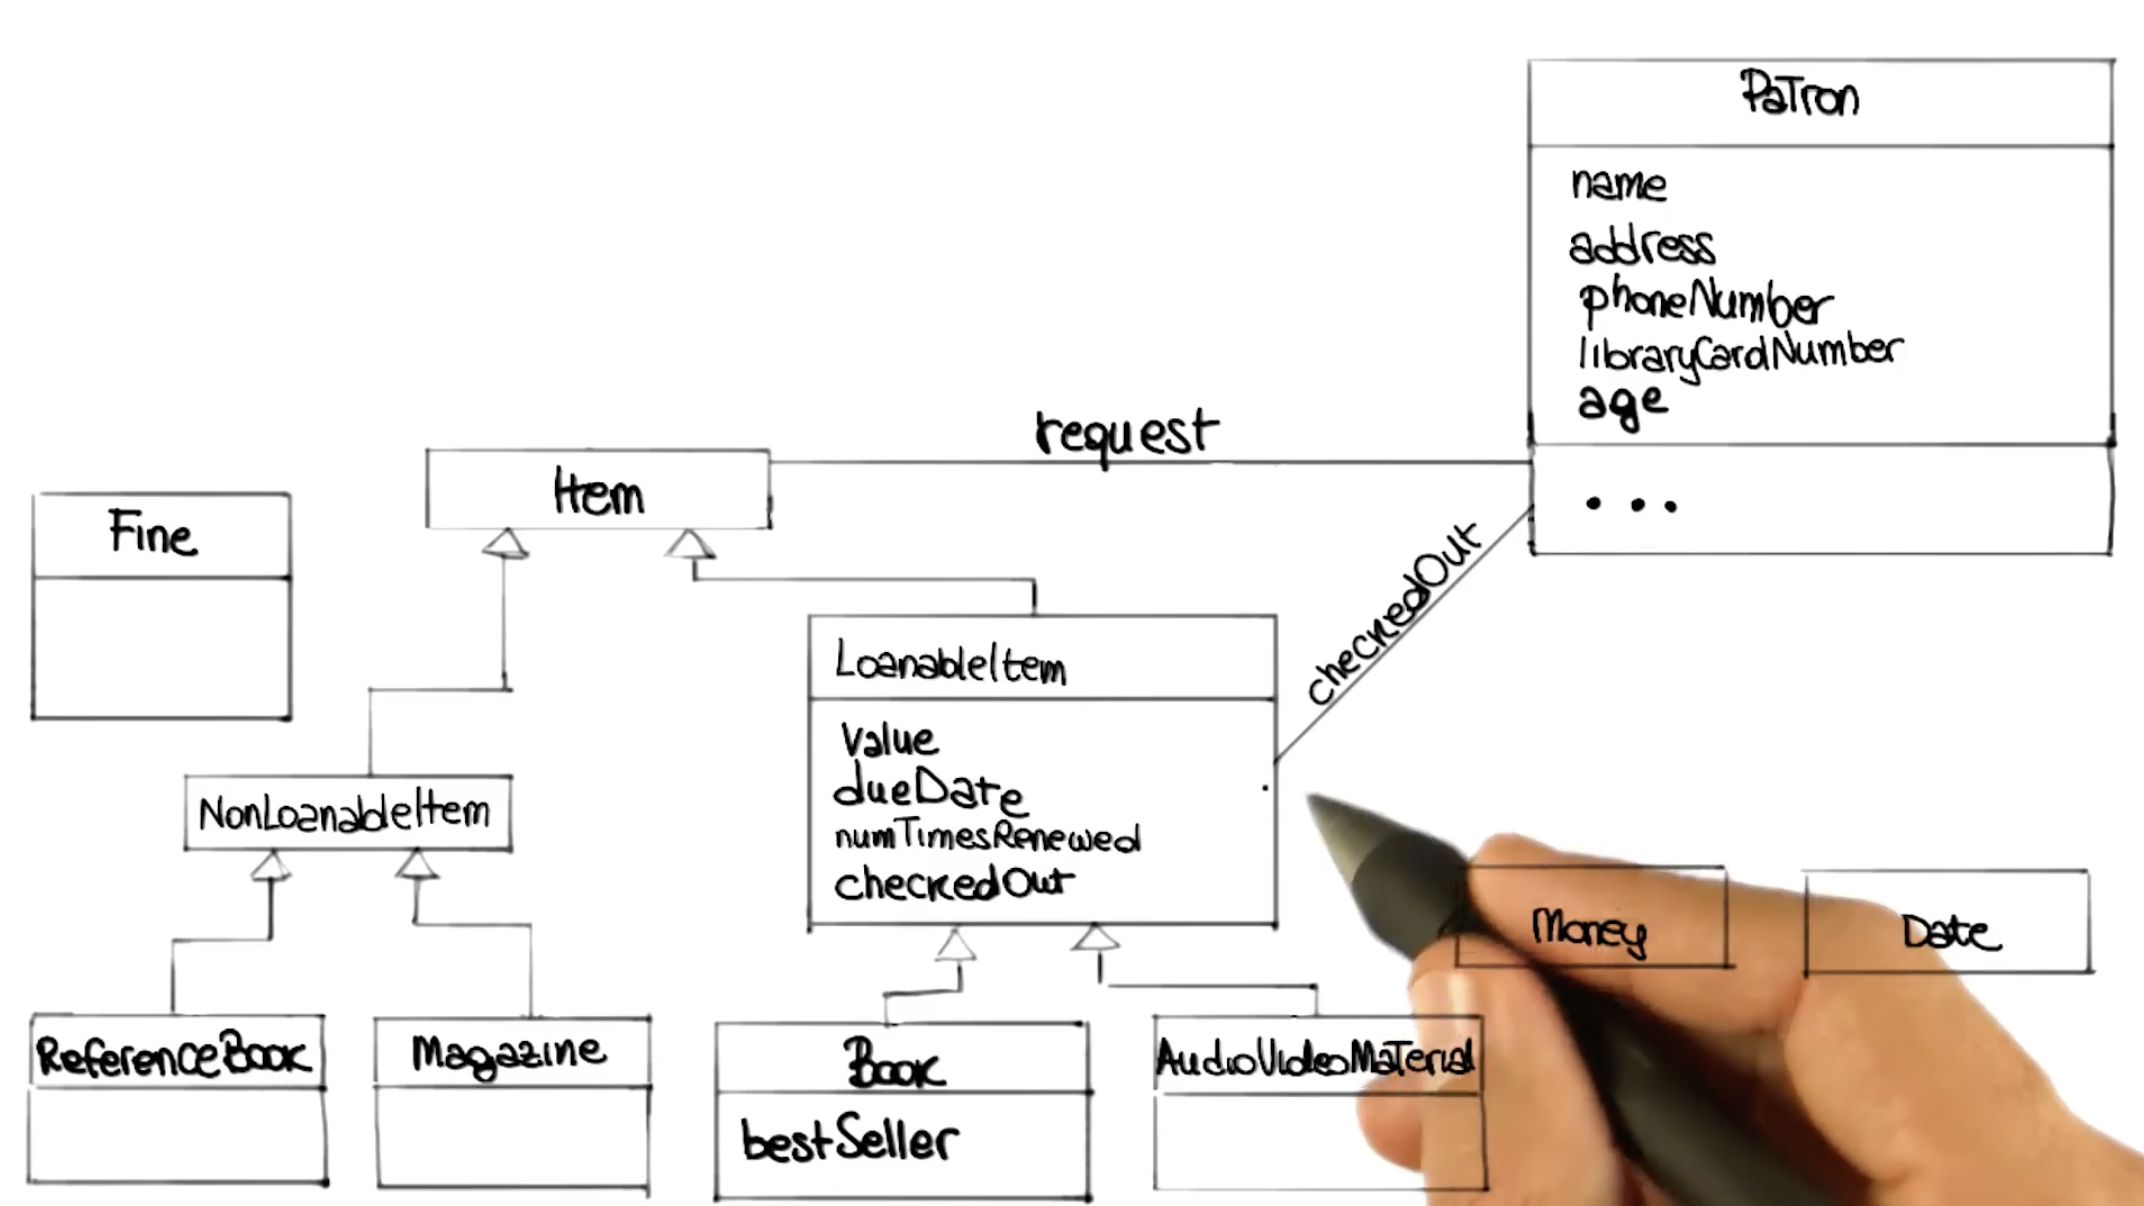 Patron
name
address
phoneNumber
libraryCardNumber
age
...
request
Item
Fine
checkedOut
LoanableItem
value
dueDate
numTimesRenewed
checkedOut
NonLoanableItem
Money
Date
ReferenceBook
Magazine
Book
bestSeller
AudioVideoMaterial